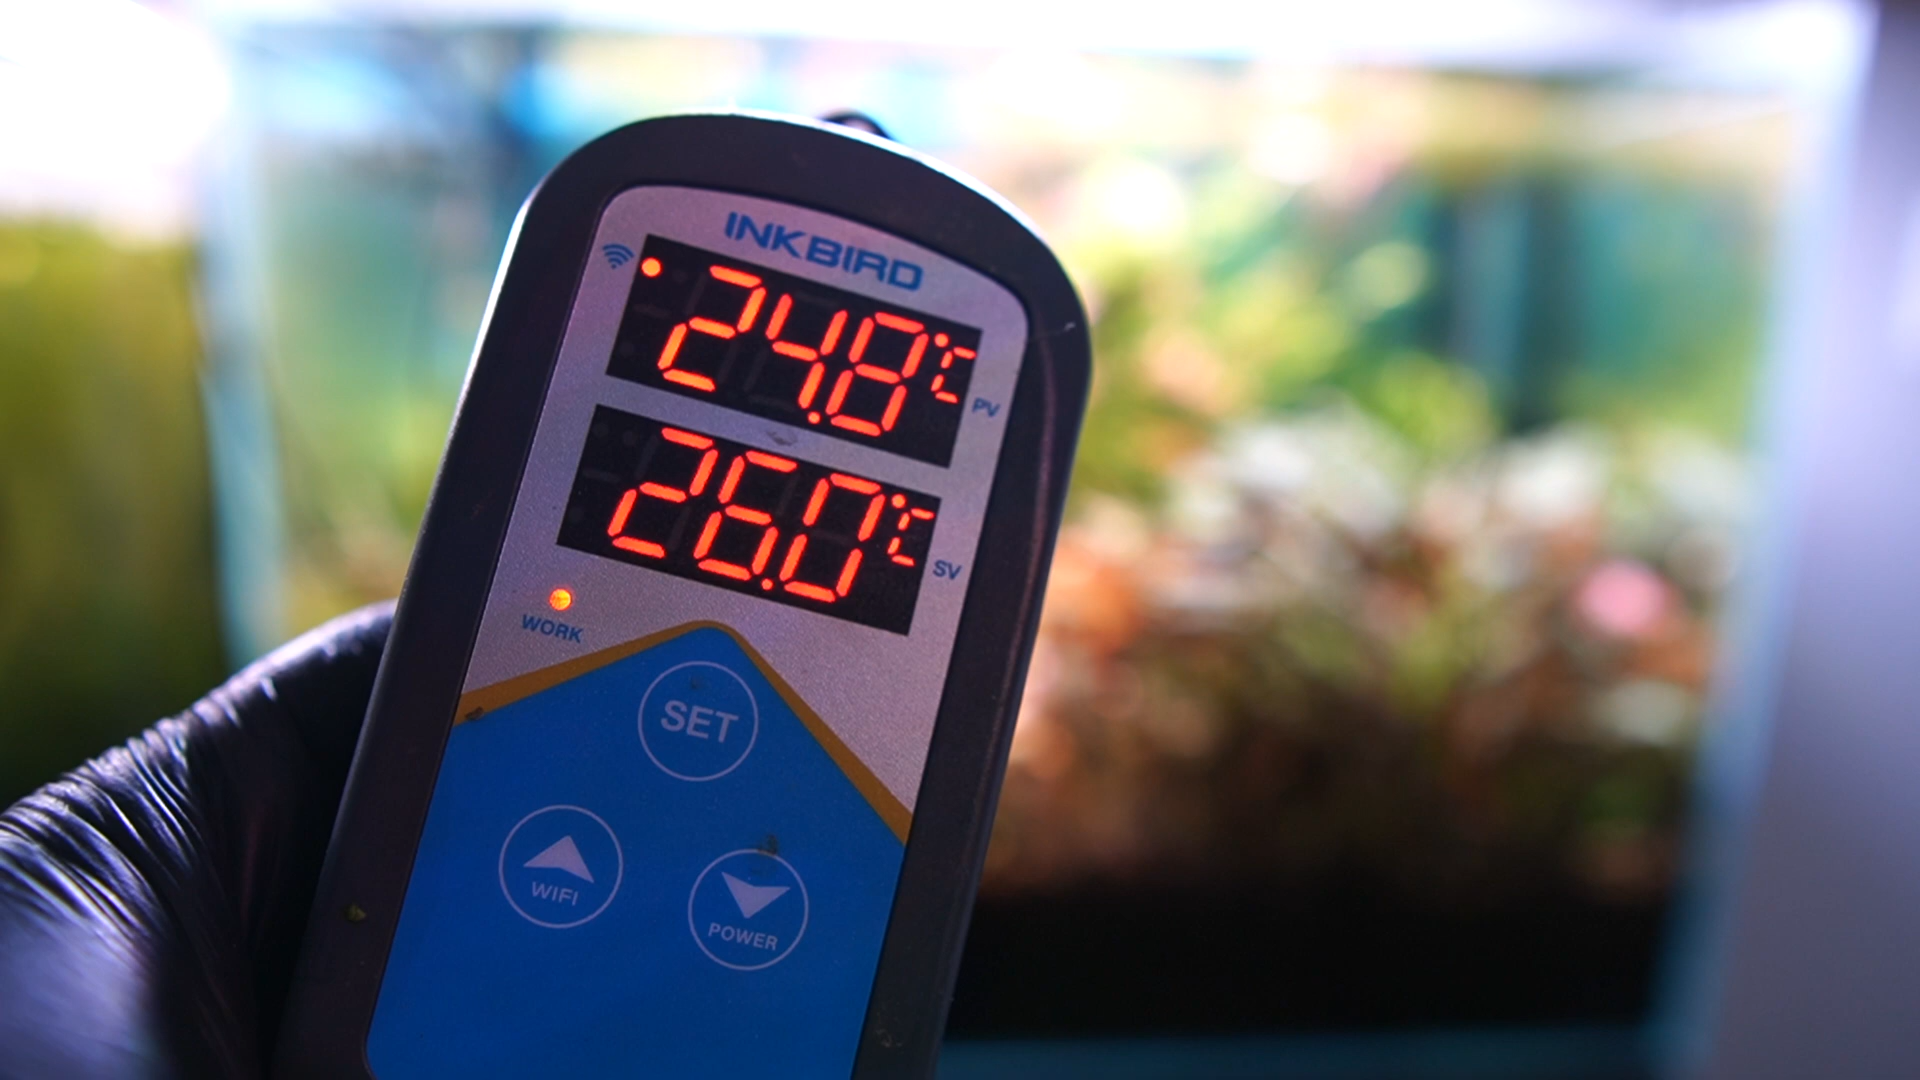 INKBIRD
24.8°C
PV
26.0°C
SV
WORK
SET
WIFI
POWER